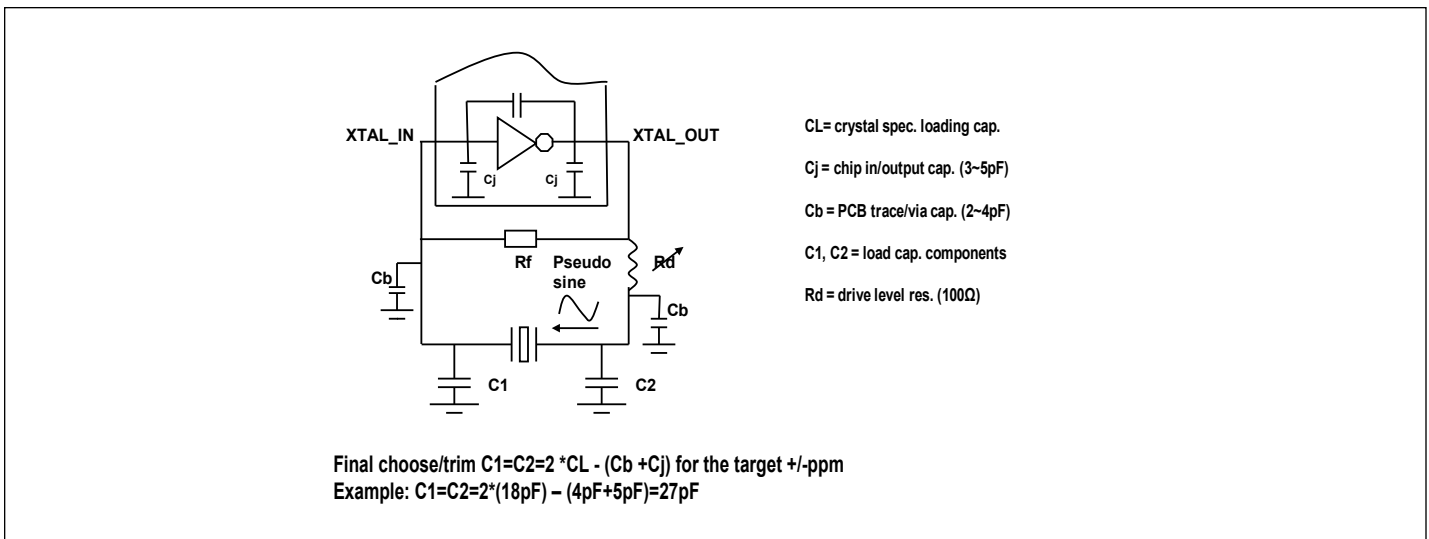 XTAL_IN
XTAL_OUT
Cj
Cj
Rf
Pseudo
sine
Rd
Cb
Cb
C1
C2
CL= crystal spec. loading cap.
Cj = chip in/output cap. (3~5pF)
Cb = PCB trace/via cap. (2~4pF)
C1, C2 = load cap. components
Rd = drive level res. (100Ω)
Final choose/trim C1=C2=2 *CL - (Cb +Cj) for the target +/-ppm
Example: C1=C2=2*(18pF) – (4pF+5pF)=27pF